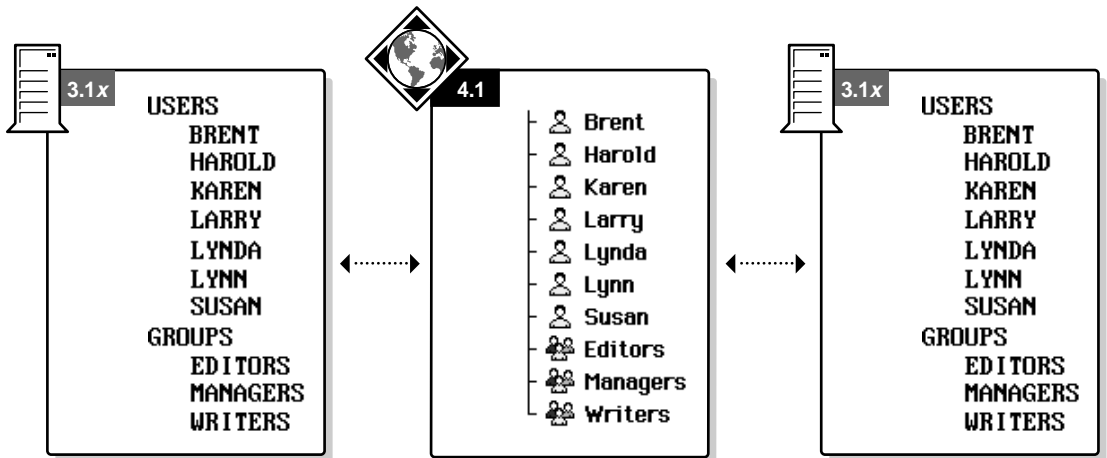 3.1x
USERS
BRENT
HAROLD
KAREN
LARRY
LYNDA
LYNN
SUSAN
GROUPS
EDITORS
MANAGERS
WRITERS
4.1
Brent
Harold
Karen
Larry
Lynda
Lynn
Susan
Editors
Managers
Writers
3.1x
USERS
BRENT
HAROLD
KAREN
LARRY
LYNDA
LYNN
SUSAN
GROUPS
EDITORS
MANAGERS
WRITERS